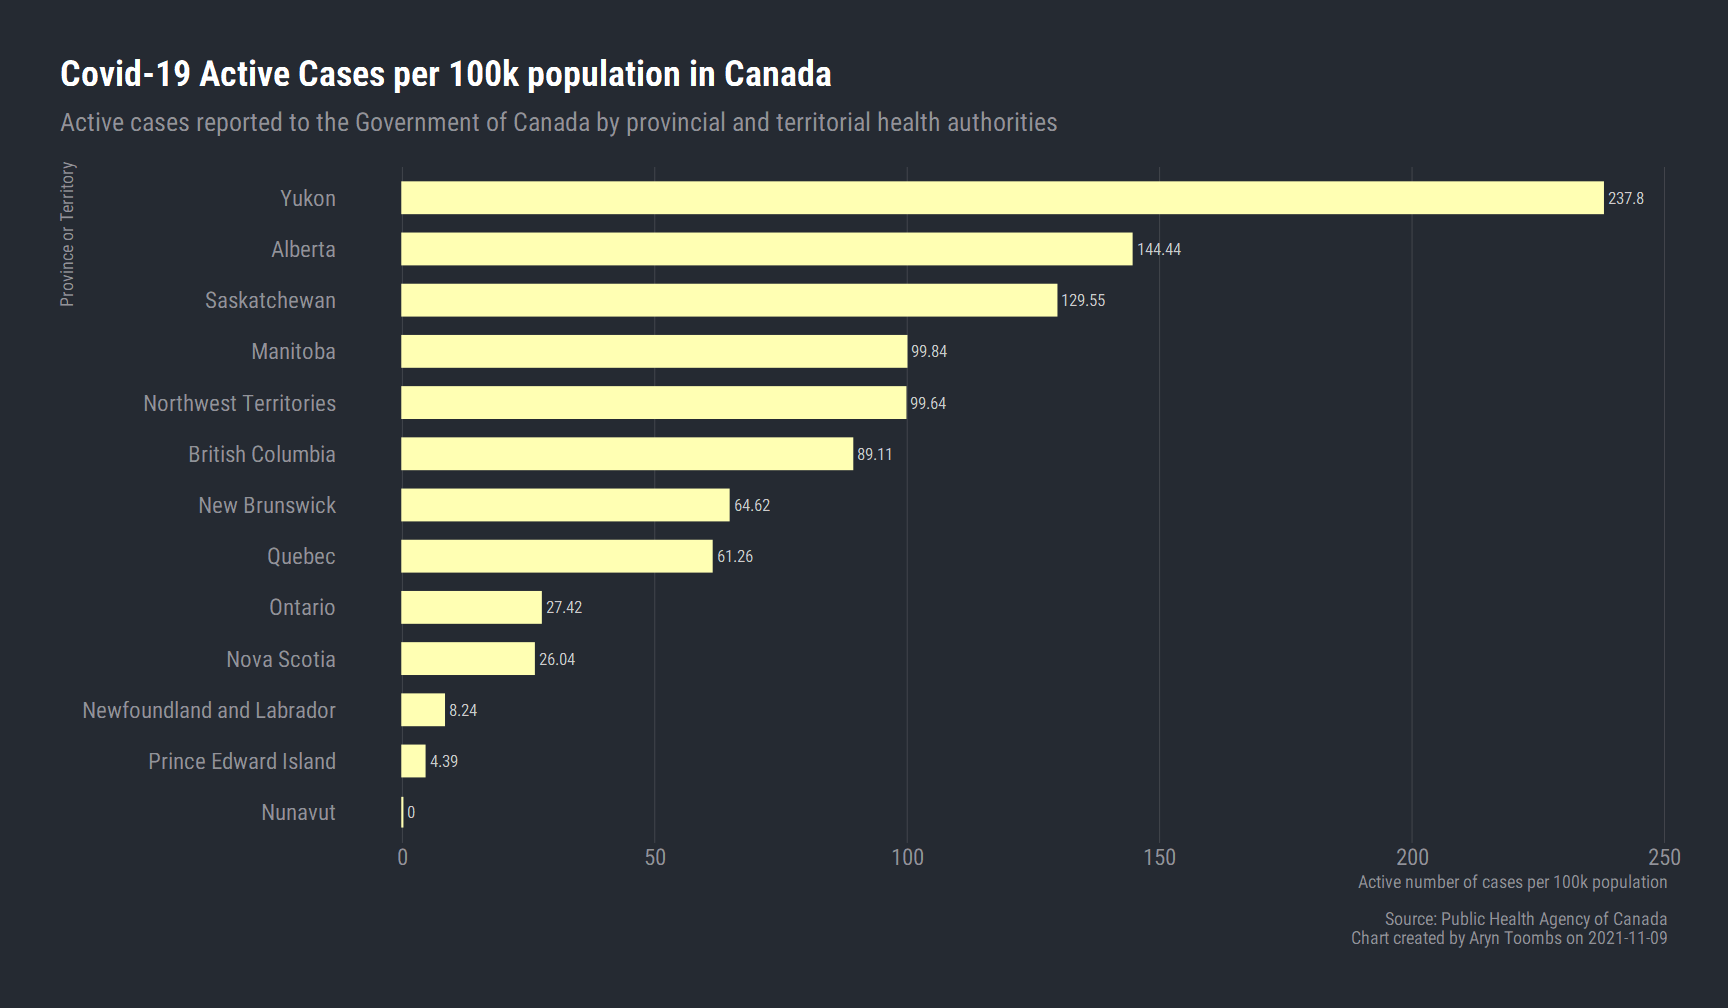 Covid-19 Active Cases per 100k population in Canada
Active cases reported to the Government of Canada by provincial and territorial health authorities
Province or Territory
Yukon 237.8
Alberta 144.44
Saskatchewan 129.55
Manitoba 99.84
Northwest Territories 99.64
British Columbia 89.11
New Brunswick 64.62
Quebec 61.26
Ontario 27.42
Nova Scotia 26.04
Newfoundland and Labrador 8.24
Prince Edward Island 4.39
Nunavut 0
0 50 100 150 200 250
Active number of cases per 100k population
Source: Public Health Agency of Canada
Chart created by Aryn Toombs on 2021-11-09